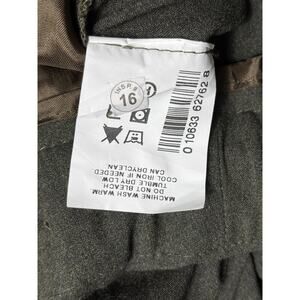 INSP. #
16
0 10633 62762 8
MACHINE WASH WARM
DO NOT BLEACH
TUMBLE DRY LOW
COOL IRON IF NEEDED
CAN DRYCLEAN